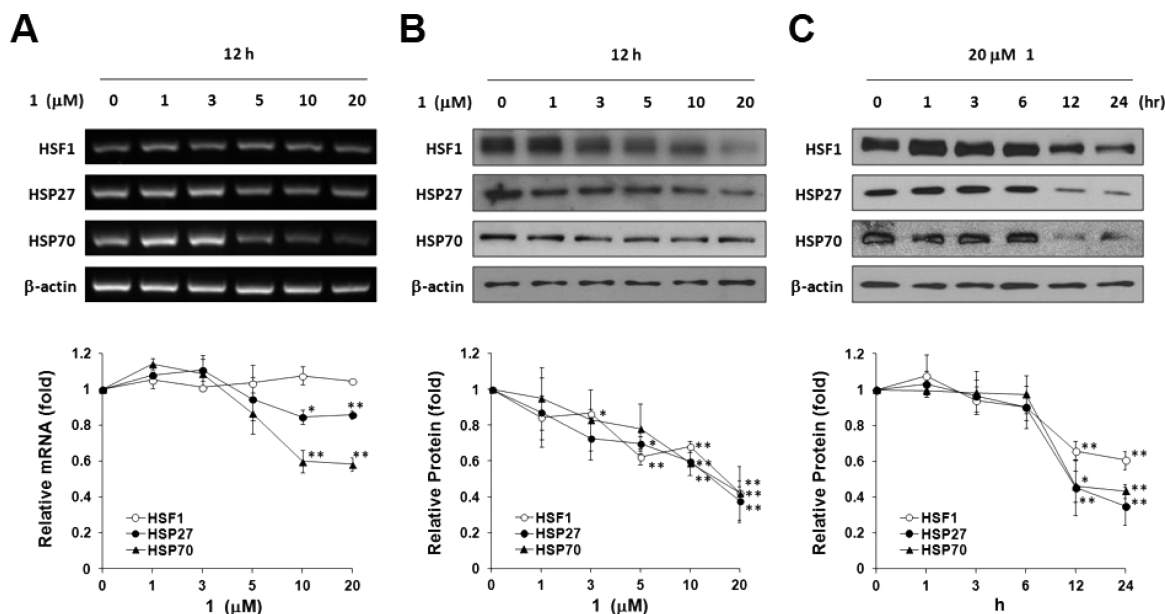 A
12 h
1 (μM) 0 1 3 5 10 20
HSF1
HSP27
HSP70
β-actin
Relative mRNA (fold)
1.2
1
0.8
0.6
0.4
0.2
0
*
**
**
**
HSF1
HSP27
HSP70
0 1 3 5 10 20
1 (μM)
B
12 h
1 (μM) 0 1 3 5 10 20
HSF1
HSP27
HSP70
β-actin
Relative Protein (fold)
1.2
1
0.8
0.6
0.4
0.2
0
*
*
**
**
**
**
**
**
**
HSF1
HSP27
HSP70
0 1 3 5 10 20
1 (μM)
C
20 μM 1
0 1 3 6 12 24 (hr)
HSF1
HSP27
HSP70
β-actin
Relative Protein (fold)
1.2
1
0.8
0.6
0.4
0.2
0
**
**
*
**
**
**
HSF1
HSP27
HSP70
0 1 3 6 12 24
h